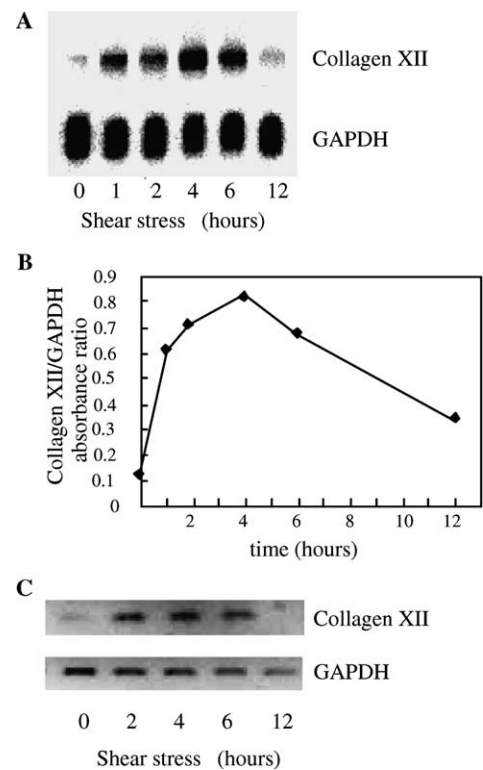 A
Collagen XII
GAPDH
0 1 2 4 6 12
Shear stress (hours)
B
Collagen XII/GAPDH
absorbance ratio
0.9
0.8
0.7
0.6
0.5
0.4
0.3
0.2
0.1
0
2 4 6 8 10 12
time (hours)
C
Collagen XII
GAPDH
0 2 4 6 12
Shear stress (hours)